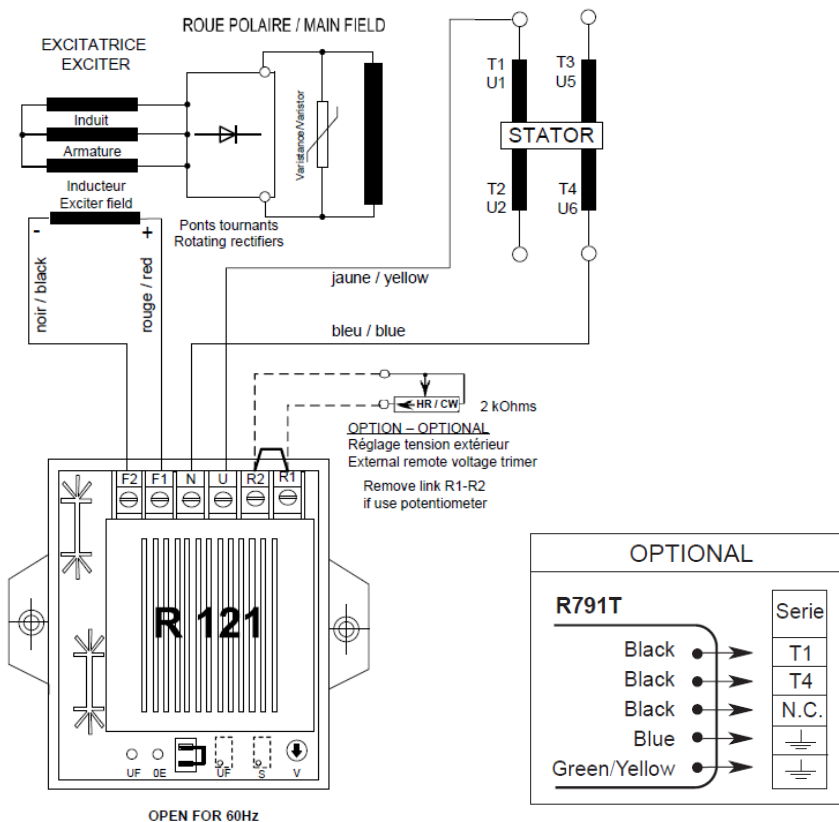 ROUE POLAIRE / MAIN FIELD
EXCITATRICE
EXCITER
Induit
Armature
Inducteur
Exciter field
-
+
noir / black
rouge / red
Ponts tournants
Rotating rectifiers
Varistance/Varistor
T1
U1
T3
U5
STATOR
T2
U2
T4
U6
jaune / yellow
bleu / blue
HR / CW
2 kOhms
OPTION – OPTIONAL
Réglage tension extérieur
External remote voltage trimer
Remove link R1-R2
if use potentiometer
F2 F1 N U R2 R1
R 121
UF 0E UF S V
OPEN FOR 60Hz
OPTIONAL
R791T
Serie
Black T1
Black T4
Black N.C.
Blue
Green/Yellow